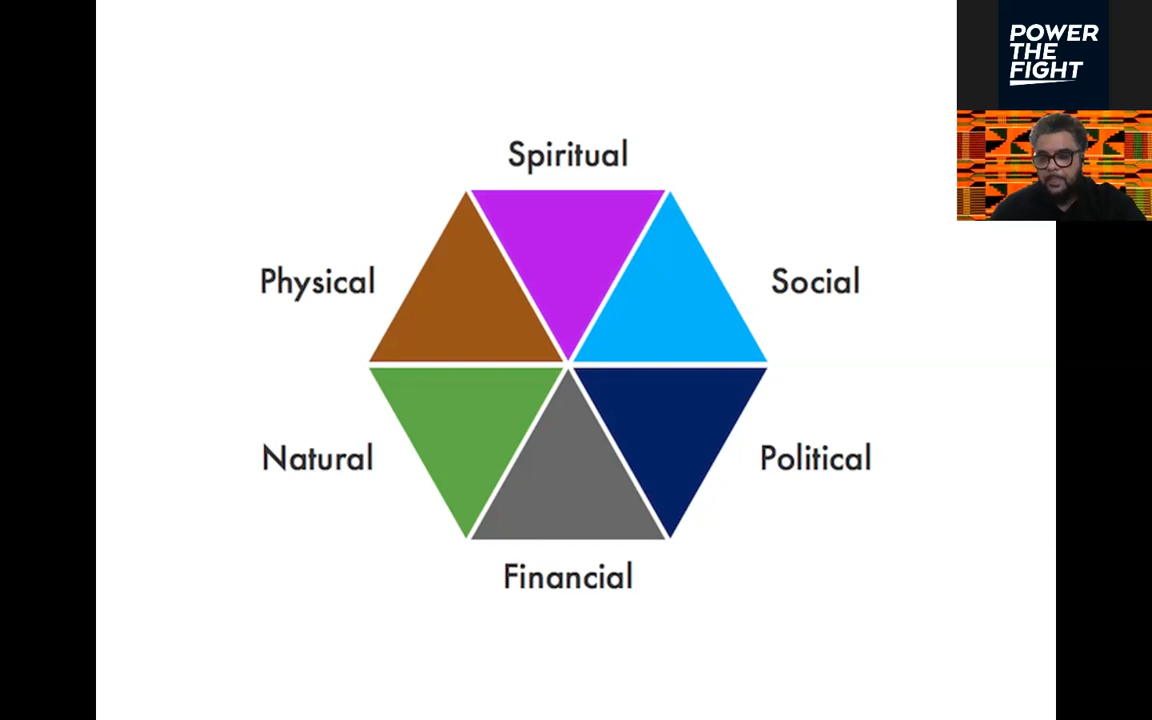 POWER
THE
FIGHT
Spiritual
Physical
Social
Natural
Political
Financial